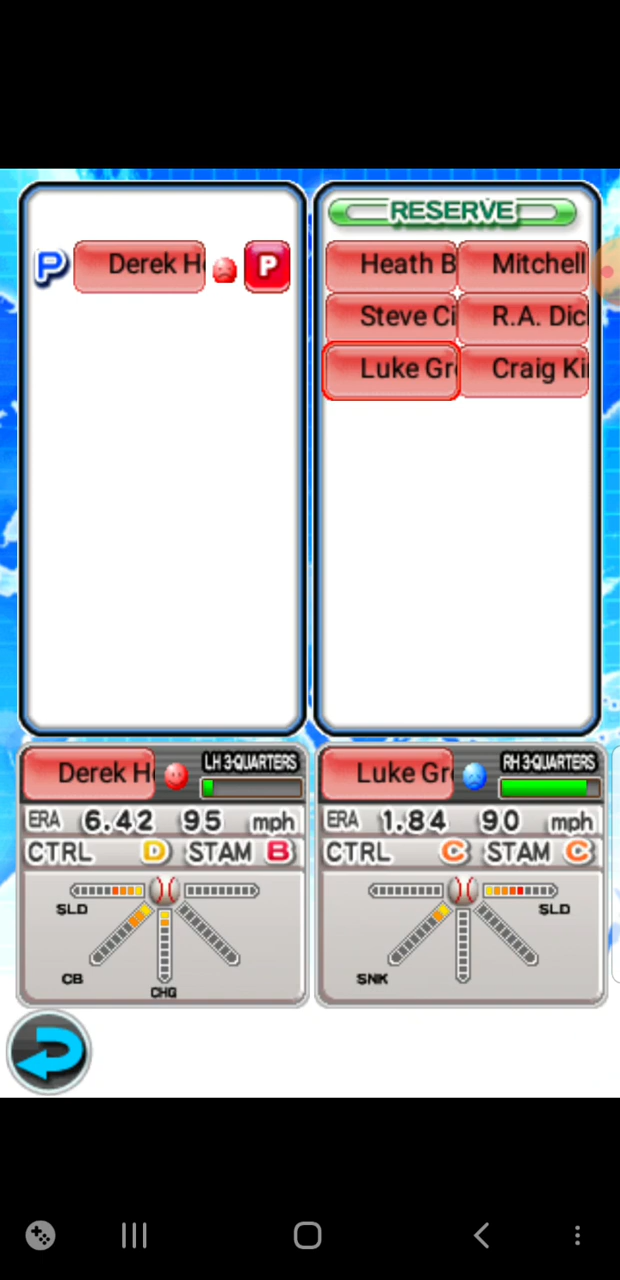 RESERVE
P Derek H P
Heath B Mitchell
Steve Ci R.A. Dic
Luke Gr Craig Ki
Derek H LH 3-QUARTERS
ERA 6.42 95 mph
CTRL D STAM B
SLD
CB
CHG
Luke Gr RH 3-QUARTERS
ERA 1.84 90 mph
CTRL C STAM C
SLD
SNK